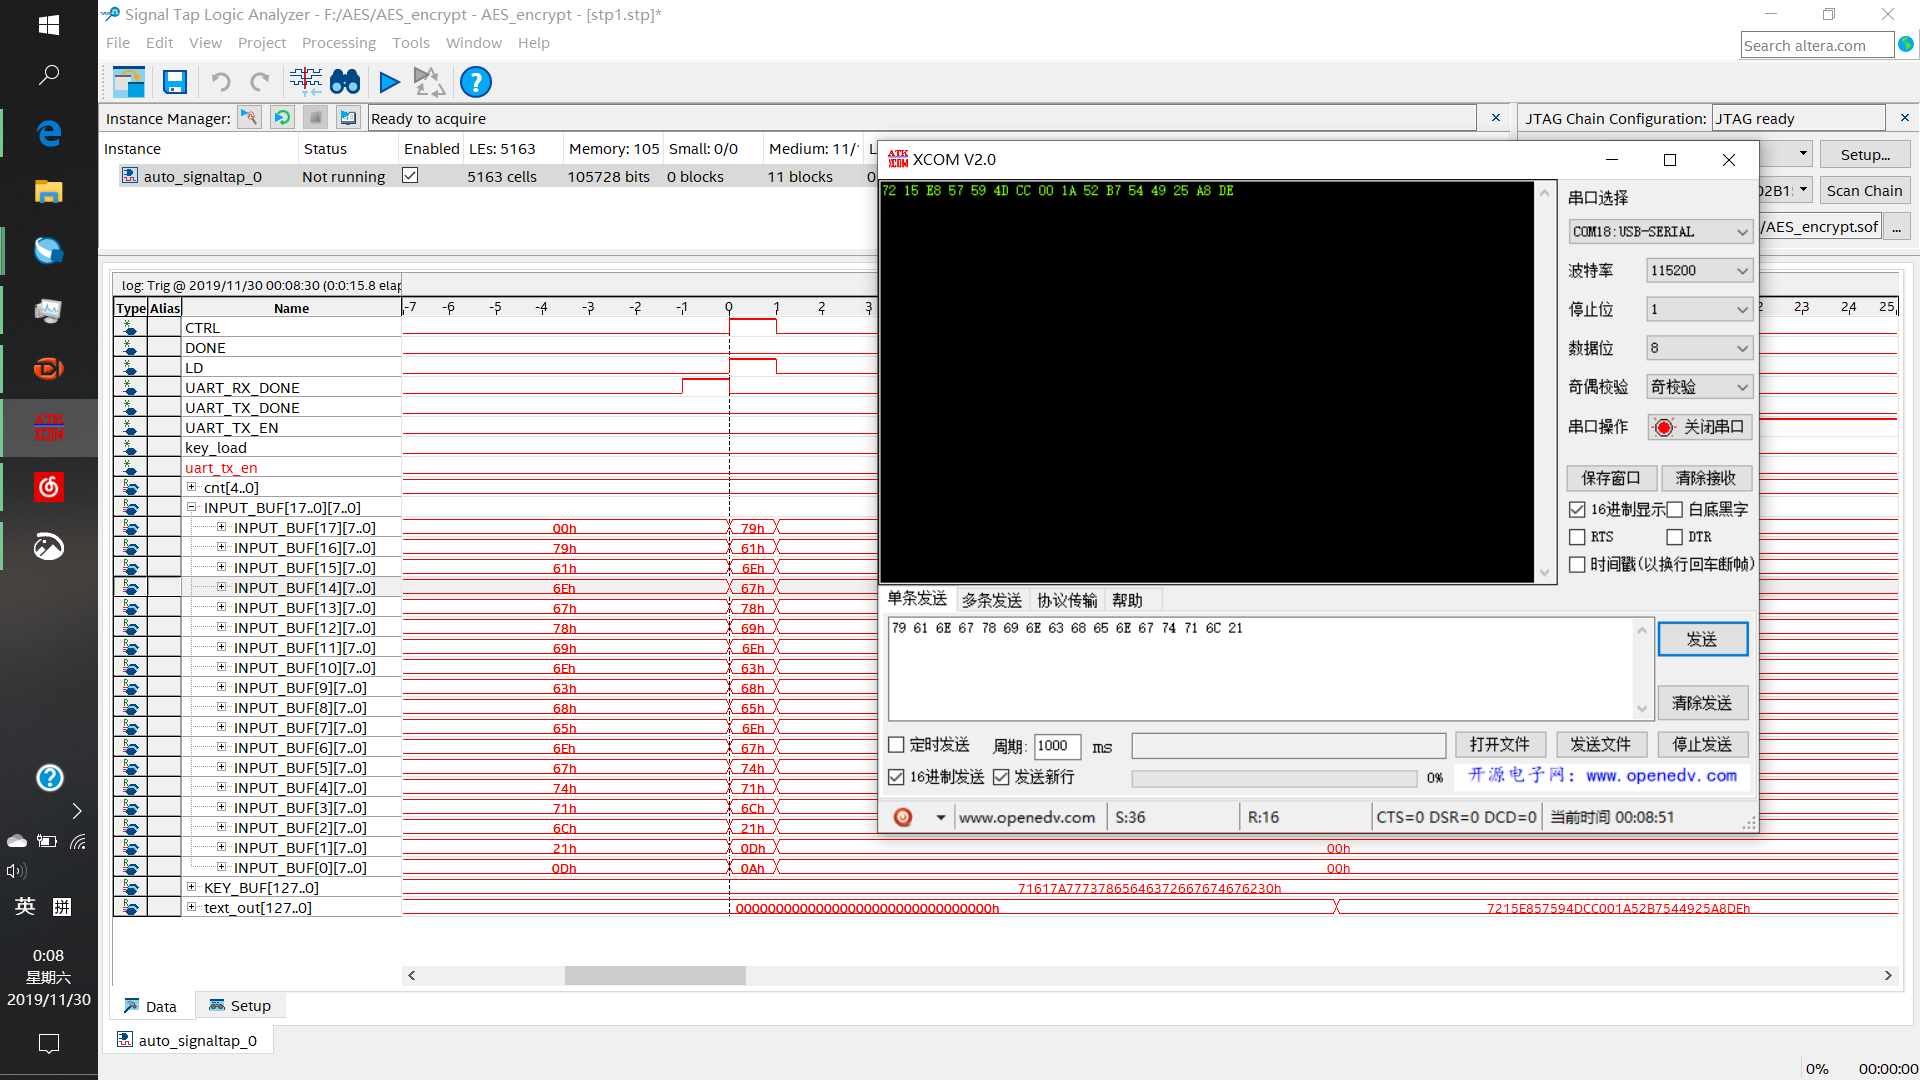 Signal Tap Logic Analyzer - F:/AES/AES_encrypt - AES_encrypt - [stp1.stp]*
File Edit View Project Processing Tools Window Help
Search altera.com
Instance Manager: Ready to acquire
JTAG Chain Configuration: JTAG ready
Instance Status Enabled LEs: 5163 Memory: 105 Small: 0/0 Medium: 11/
auto_signaltap_0 Not running 5163 cells 105728 bits 0 blocks 11 blocks 0
Setup...
Scan Chain
/AES_encrypt.sof ...
log: Trig @ 2019/11/30 00:08:30 (0:0:15.8 elap
Type Alias Name -7 -6 -5 -4 -3 -2 -1 0 1 2 3 23 24 25
CTRL
DONE
LD
UART_RX_DONE
UART_TX_DONE
UART_TX_EN
key_load
uart_tx_en
cnt[4..0]
INPUT_BUF[17..0][7..0]
INPUT_BUF[17][7..0] 00h 79h
INPUT_BUF[16][7..0] 79h 61h
INPUT_BUF[15][7..0] 61h 6Eh
INPUT_BUF[14][7..0] 6Eh 67h
INPUT_BUF[13][7..0] 67h 78h
INPUT_BUF[12][7..0] 78h 69h
INPUT_BUF[11][7..0] 69h 6Eh
INPUT_BUF[10][7..0] 6Eh 63h
INPUT_BUF[9][7..0] 63h 68h
INPUT_BUF[8][7..0] 68h 65h
INPUT_BUF[7][7..0] 65h 6Eh
INPUT_BUF[6][7..0] 6Eh 67h
INPUT_BUF[5][7..0] 67h 74h
INPUT_BUF[4][7..0] 74h 71h
INPUT_BUF[3][7..0] 71h 6Ch
INPUT_BUF[2][7..0] 6Ch 21h
INPUT_BUF[1][7..0] 21h 0Dh 00h
INPUT_BUF[0][7..0] 0Dh 0Ah 00h
KEY_BUF[127..0] 71617A77737865646372667674676230h
text_out[127..0] 00000000000000000000000000000000h 7215E857594DCC001A52B7544925A8DEh
Data Setup
auto_signaltap_0
0% 00:00:00
ATK XCOM
XCOM V2.0
72 15 E8 57 59 4D CC 00 1A 52 B7 54 49 25 A8 DE
串口选择
COM18:USB-SERIAL
波特率 115200
停止位 1
数据位 8
奇偶校验 奇校验
串口操作 关闭串口
保存窗口 清除接收
16进制显示 白底黑字
RTS DTR
时间戳(以换行回车断帧)
单条发送 多条发送 协议传输 帮助
79 61 6E 67 78 69 6E 63 68 65 6E 67 74 71 6C 21
发送
清除发送
定时发送 周期: 1000 ms 打开文件 发送文件 停止发送
16进制发送 发送新行 0% 开源电子网：www.openedv.com
www.openedv.com S:36 R:16 CTS=0 DSR=0 DCD=0 当前时间 00:08:51
ATK XCOM
英 拼
0:08
星期六
2019/11/30